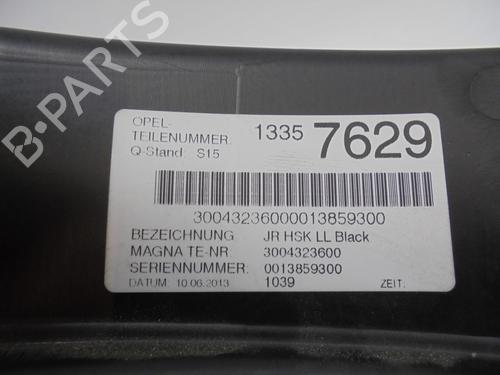 OPEL-
TEILENUMMER: 1335 7629
Q-Stand: S15
30043236000013859300
BEZEICHNUNG JR HSK LL Black
MAGNA TE-NR: 3004323600
SERIENNUMMER: 0013859300
DATUM: 10.06.2013 1039 ZEIT:
B-PARTS